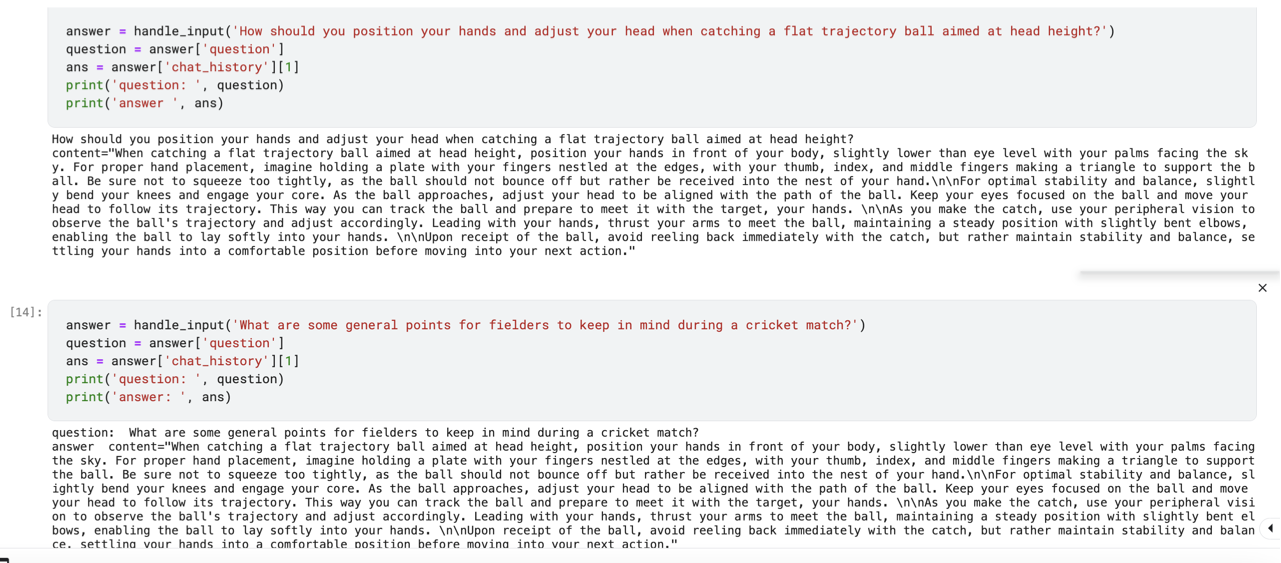 answer = handle_input('How should you position your hands and adjust your head when catching a flat trajectory ball aimed at head height?')
question = answer['question']
ans = answer['chat_history'][1]
print('question: ', question)
print('answer ', ans)
How should you position your hands and adjust your head when catching a flat trajectory ball aimed at head height?
content="When catching a flat trajectory ball aimed at head height, position your hands in front of your body, slightly lower than eye level with your palms facing the sk
y. For proper hand placement, imagine holding a plate with your fingers nestled at the edges, with your thumb, index, and middle fingers making a triangle to support the b
all. Be sure not to squeeze too tightly, as the ball should not bounce off but rather be received into the nest of your hand.\n\nFor optimal stability and balance, slightl
y bend your knees and engage your core. As the ball approaches, adjust your head to be aligned with the path of the ball. Keep your eyes focused on the ball and move your
head to follow its trajectory. This way you can track the ball and prepare to meet it with the target, your hands. \n\nAs you make the catch, use your peripheral vision to
observe the ball's trajectory and adjust accordingly. Leading with your hands, thrust your arms to meet the ball, maintaining a steady position with slightly bent elbows,
enabling the ball to lay softly into your hands. \n\nUpon receipt of the ball, avoid reeling back immediately with the catch, but rather maintain stability and balance, se
ttling your hands into a comfortable position before moving into your next action."
[14]:
answer = handle_input('What are some general points for fielders to keep in mind during a cricket match?')
question = answer['question']
ans = answer['chat_history'][1]
print('question: ', question)
print('answer: ', ans)
question:  What are some general points for fielders to keep in mind during a cricket match?
answer  content="When catching a flat trajectory ball aimed at head height, position your hands in front of your body, slightly lower than eye level with your palms facing
the sky. For proper hand placement, imagine holding a plate with your fingers nestled at the edges, with your thumb, index, and middle fingers making a triangle to support
the ball. Be sure not to squeeze too tightly, as the ball should not bounce off but rather be received into the nest of your hand.\n\nFor optimal stability and balance, sl
ightly bend your knees and engage your core. As the ball approaches, adjust your head to be aligned with the path of the ball. Keep your eyes focused on the ball and move
your head to follow its trajectory. This way you can track the ball and prepare to meet it with the target, your hands. \n\nAs you make the catch, use your peripheral visi
on to observe the ball's trajectory and adjust accordingly. Leading with your hands, thrust your arms to meet the ball, maintaining a steady position with slightly bent el
bows, enabling the ball to lay softly into your hands. \n\nUpon receipt of the ball, avoid reeling back immediately with the catch, but rather maintain stability and balan
ce, settling your hands into a comfortable position before moving into your next action."